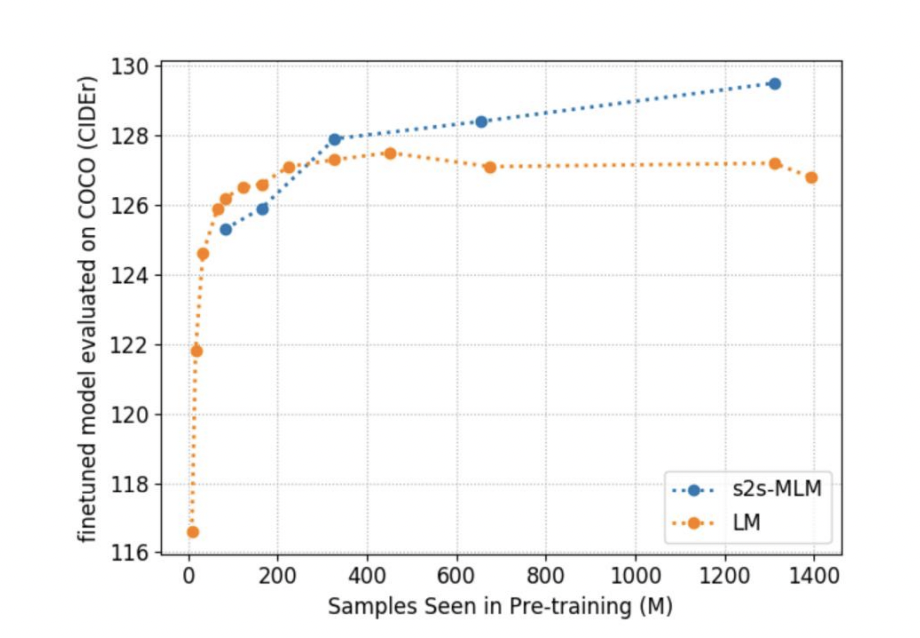 130
128
126
124
122
120
118
116
finetuned model evaluated on COCO (CIDEr)
s2s-MLM
LM
0 200 400 600 800 1000 1200 1400
Samples Seen in Pre-training (M)